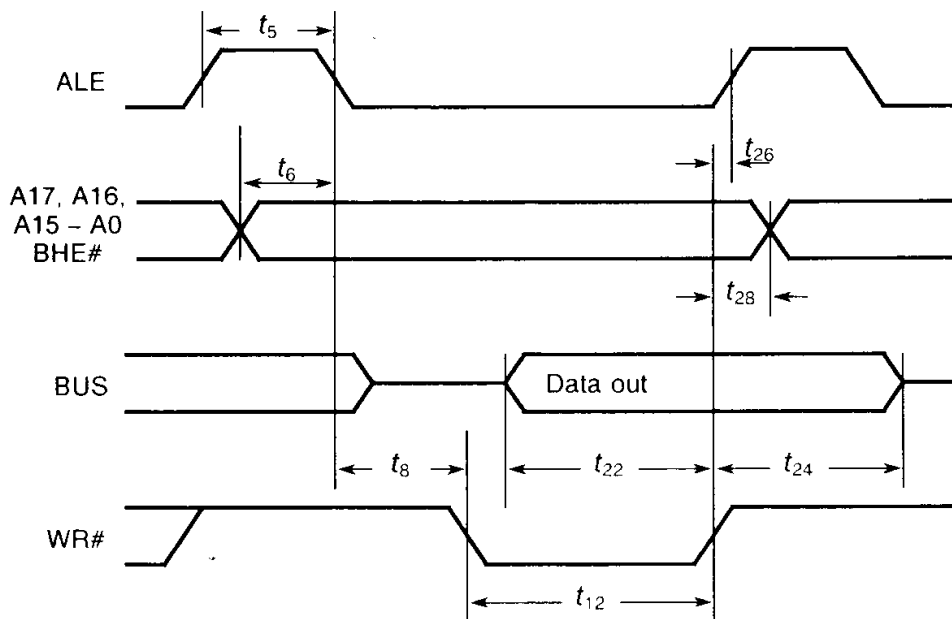 t5
ALE
t26
t6
A17, A16,
A15 – A0
BHE#
t28
BUS
Data out
t8
t22
t24
WR#
t12